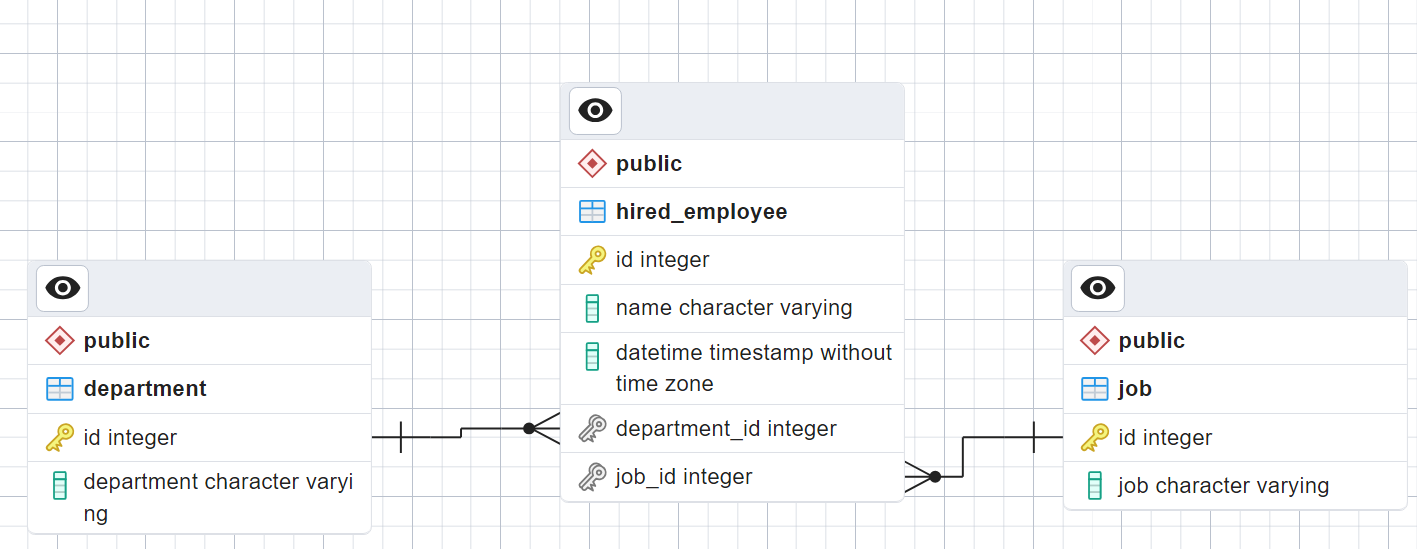 public
department
id integer
department character varyi
ng
public
hired_employee
id integer
name character varying
datetime timestamp without
time zone
department_id integer
job_id integer
public
job
id integer
job character varying